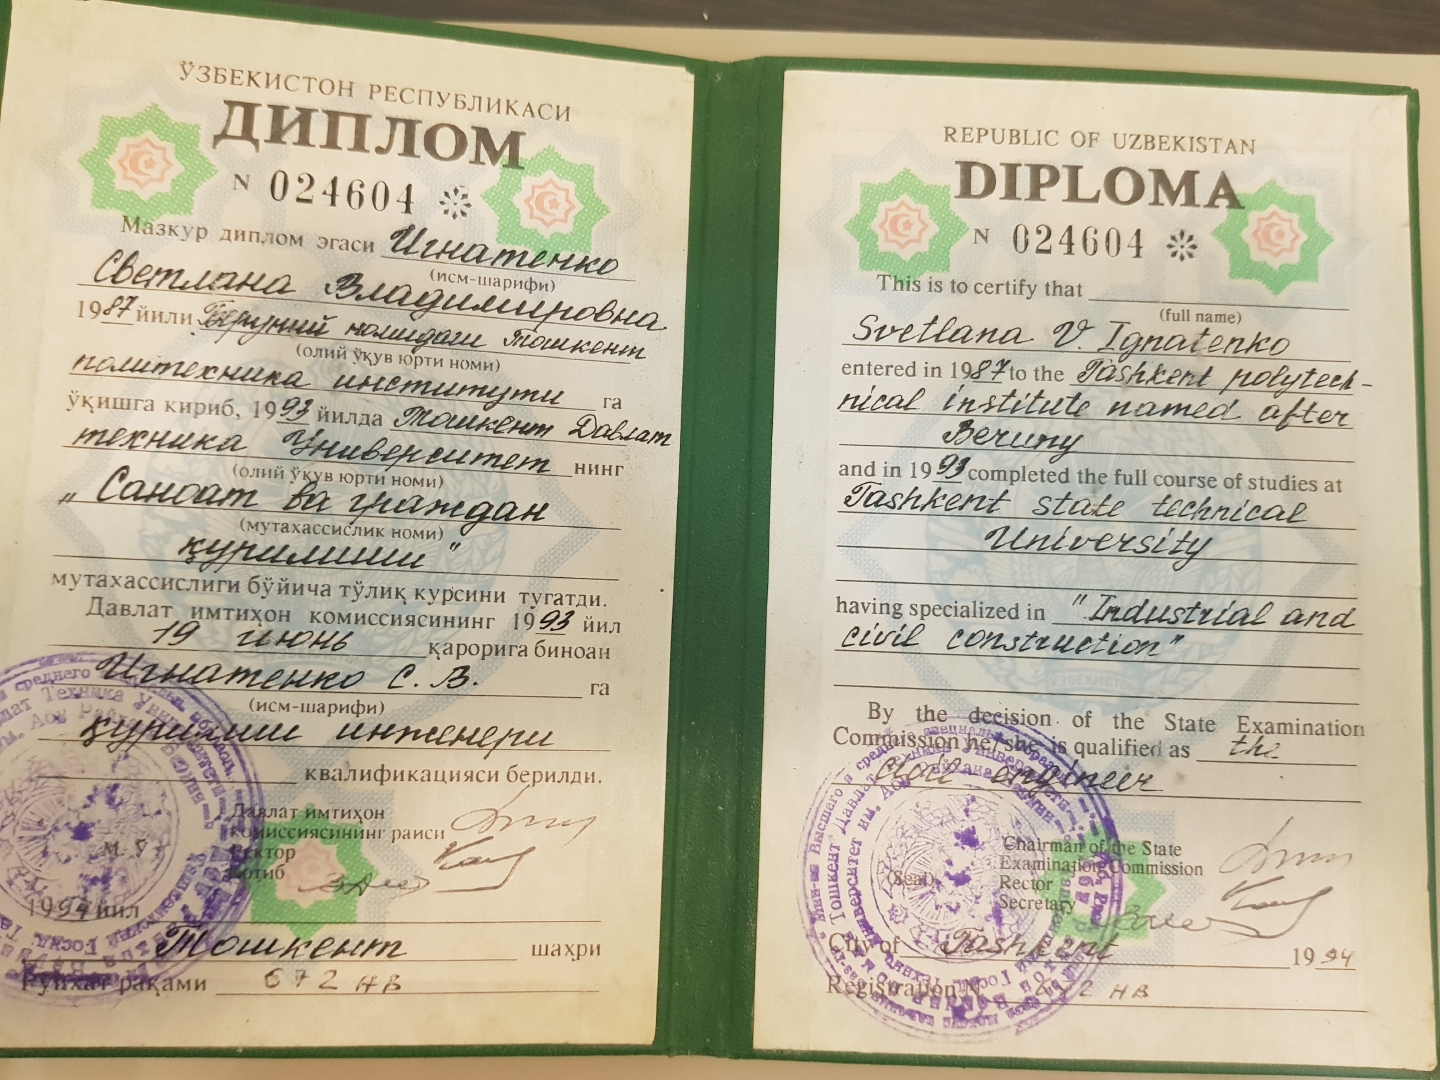 ЎЗБЕКИСТОН РЕСПУБЛИКАСИ
ДИПЛОМ
N 024604
Мазкур диплом эгаси Игнатенко
(исм-шарифи)
Светлана Владимировна
1987 йили Беруний номидаги Тошкент
(олий ўқув юрти номи)
политехника институти га
ўқишга кириб, 1993 йилда Тошкент Давлат
техника Университет нинг
(олий ўқув юрти номи)
„Саноат ва граждан
(мутахассислик номи)
қурилиши"
мутахассислиги бўйича тўлиқ курсини тугатди.
Давлат имтиҳон комиссиясининг 1993 йил
19 июнь қарорига биноан
Игнатенко С. В. га
(исм-шарифи)
қурилиш инженери
квалификацияси берилди.
Давлат имтиҳон
комиссиясининг раиси
М. Ў
Ректор
Котиб
1994 йил
Тошкент шаҳри
Рўйхат рақами 672 НВ
REPUBLIC OF UZBEKISTAN
DIPLOMA
N 024604
This is to certify that
(full name)
Svetlana V. Ignatenko
entered in 1987 to the Tashkent polytech-
nical institute named after
Beruny
and in 1993 completed the full course of studies at
Tashkent state technical
University
having specialized in "Industrial and
civil construction"
By the decision of the State Examination
Commission he/she is qualified as the
civil engineer
Chairman of the State
Examination Commission
(Seal)
Rector
Secretary
City of Tashkent 1994
Registration N 672 НВ